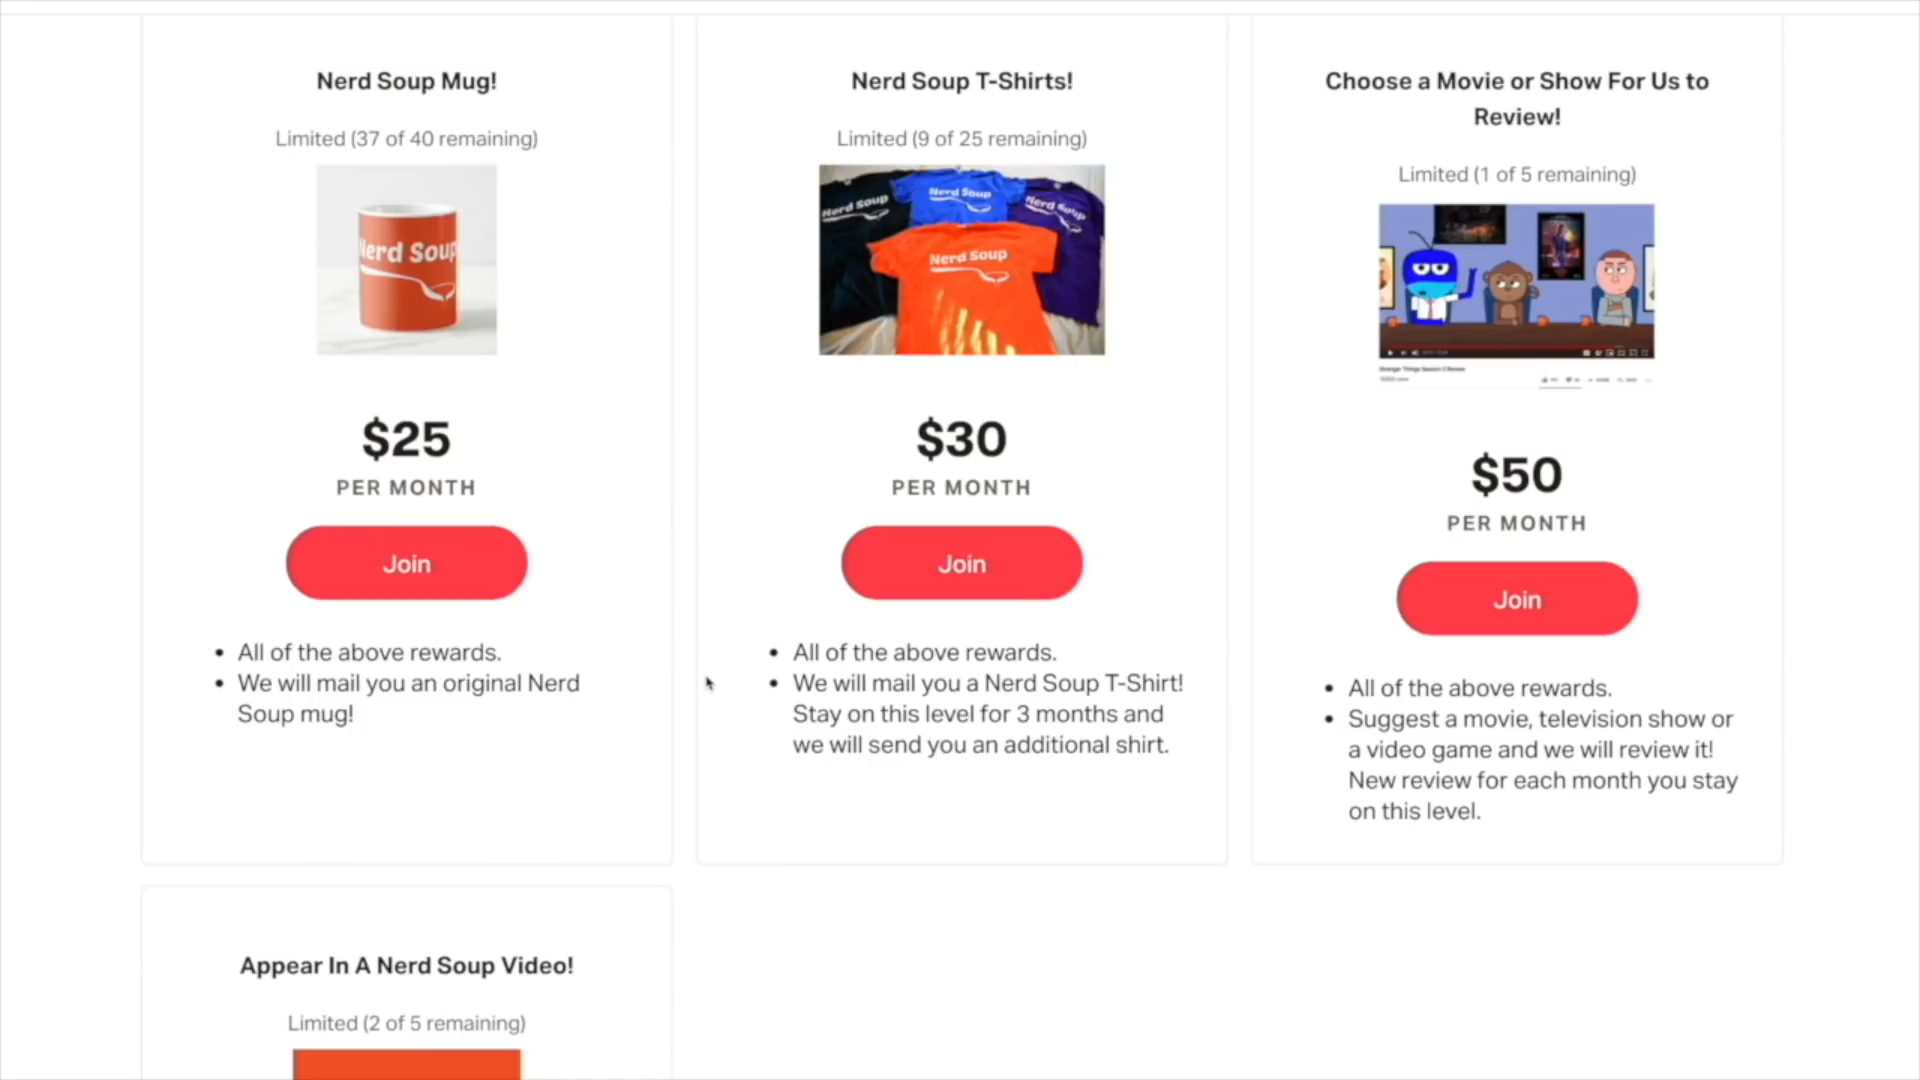 Nerd Soup Mug!
Limited (37 of 40 remaining)
Nerd Soup
$25
PER MONTH
Join
All of the above rewards.
We will mail you an original Nerd
Soup mug!
Nerd Soup T-Shirts!
Limited (9 of 25 remaining)
Nerd Soup
Nerd Soup
Nerd Soup
Nerd Soup
$30
PER MONTH
Join
All of the above rewards.
We will mail you a Nerd Soup T-Shirt!
Stay on this level for 3 months and
we will send you an additional shirt.
Choose a Movie or Show For Us to
Review!
Limited (1 of 5 remaining)
$50
PER MONTH
Join
All of the above rewards.
Suggest a movie, television show or
a video game and we will review it!
New review for each month you stay
on this level.
Appear In A Nerd Soup Video!
Limited (2 of 5 remaining)